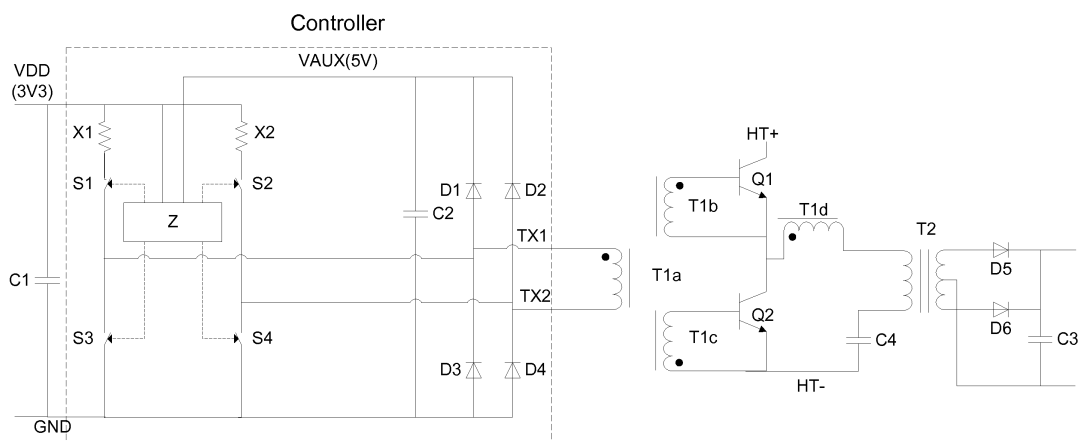 Controller
VAUX(5V)
VDD
(3V3)
X1
X2
HT+
S1
S2
D1
D2
Q1
T1b
T1d
Z
C2
TX1
T2
D5
C1
T1a
TX2
D6
S3
S4
Q2
T1c
C4
C3
D3
D4
HT-
GND